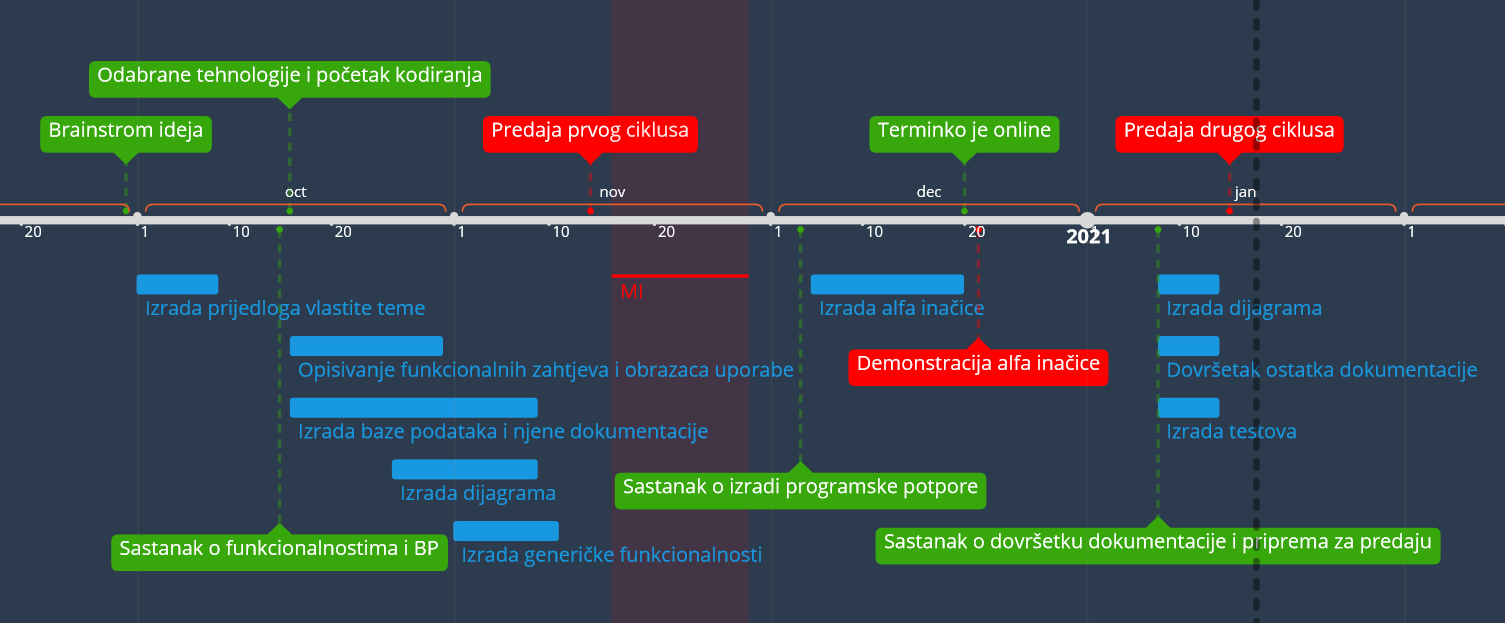 Odabrane tehnologije i početak kodiranja
Brainstrom ideja
Predaja prvog ciklusa
Terminko je online
Predaja drugog ciklusa
oct
nov
dec
jan
20
1
10
20
1
10
20
1
10
20
2021
10
20
1
Izrada prijedloga vlastite teme
MI
Izrada alfa inačice
Izrada dijagrama
Opisivanje funkcionalnih zahtjeva i obrazaca uporabe
Demonstracija alfa inačice
Dovršetak ostatka dokumentacije
Izrada baze podataka i njene dokumentacije
Izrada testova
Izrada dijagrama
Sastanak o izradi programske potpore
Sastanak o funkcionalnostima i BP
Izrada generičke funkcionalnosti
Sastanak o dovršetku dokumentacije i priprema za predaju